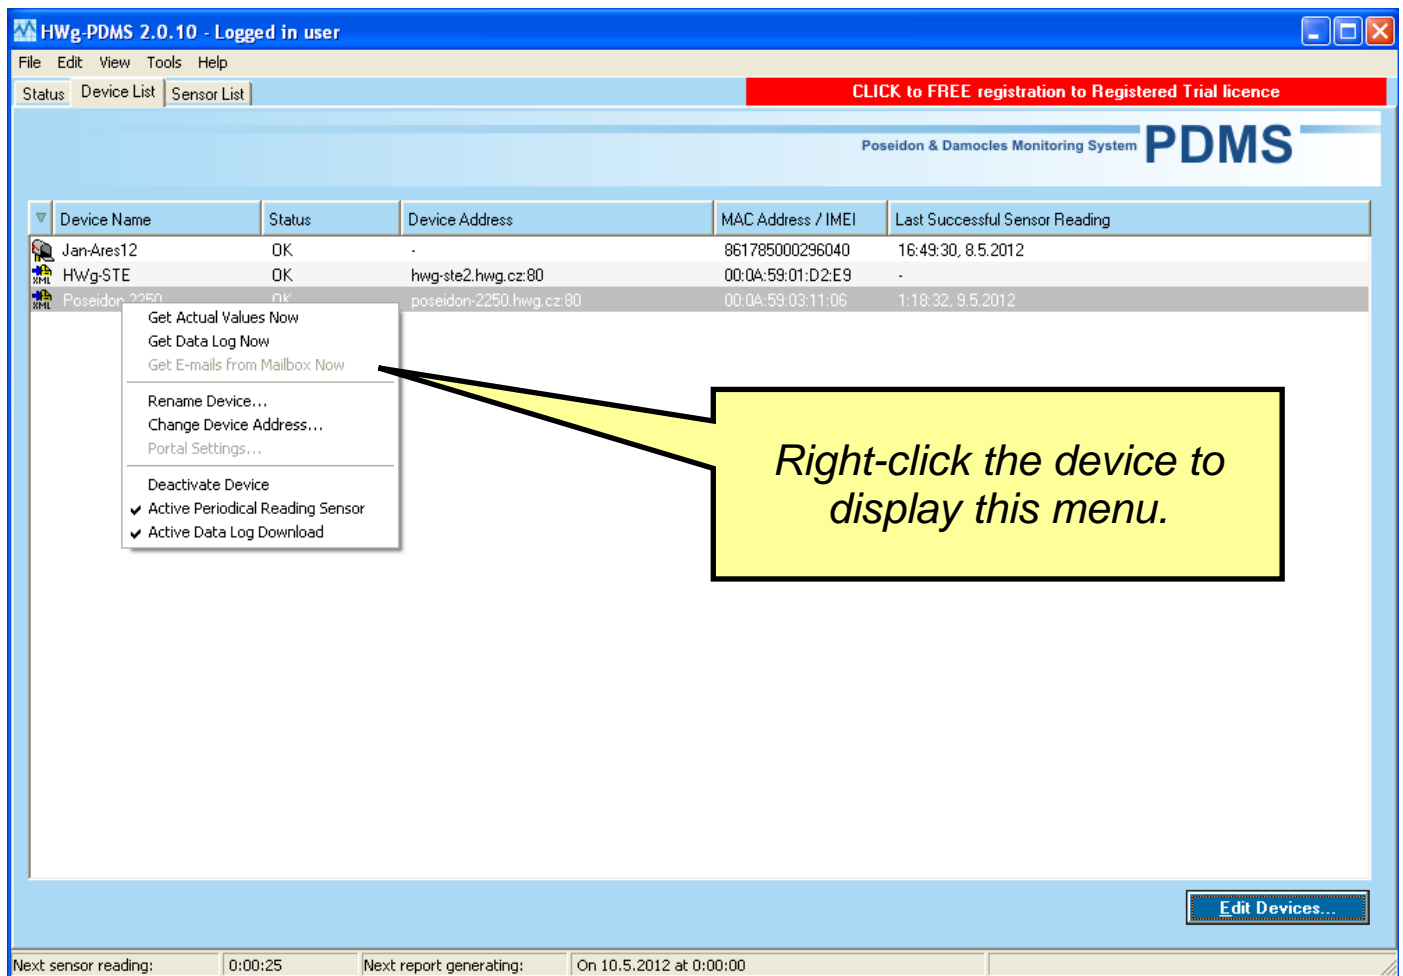 HWg-PDMS 2.0.10 - Logged in user
File Edit View Tools Help
Status Device List Sensor List CLICK to FREE registration to Registered Trial licence
Poseidon & Damocles Monitoring System PDMS
Device Name Status Device Address MAC Address / IMEI Last Successful Sensor Reading
Jan-Ares12 OK - 861785000296040 16:49:30, 8.5.2012
XML HWg-STE OK hwg-ste2.hwg.cz:80 00:0A:59:01:D2:E9 -
XML Poseidon 2250 OK poseidon-2250.hwg.cz:80 00:0A:59:03:11:06 1:18:32, 9.5.2012
Get Actual Values Now
Get Data Log Now
Get E-mails from Mailbox Now
Rename Device...
Change Device Address...
Portal Settings...
Deactivate Device
Active Periodical Reading Sensor
Active Data Log Download
Right-click the device to
display this menu.
Edit Devices...
Next sensor reading: 0:00:25 Next report generating: On 10.5.2012 at 0:00:00